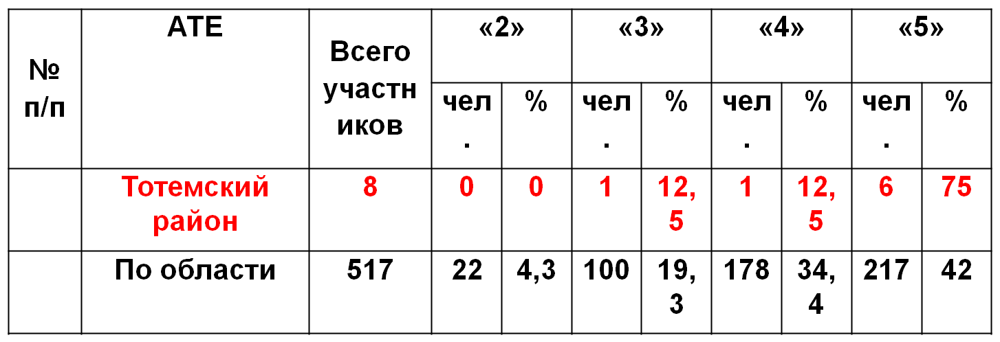 № п/п АТЕ Всего участников «2» «3» «4» «5»
чел. % чел. % чел. % чел. %
Тотемский район 8 0 0 1 12,5 1 12,5 6 75
По области 517 22 4,3 100 19,3 178 34,4 217 42